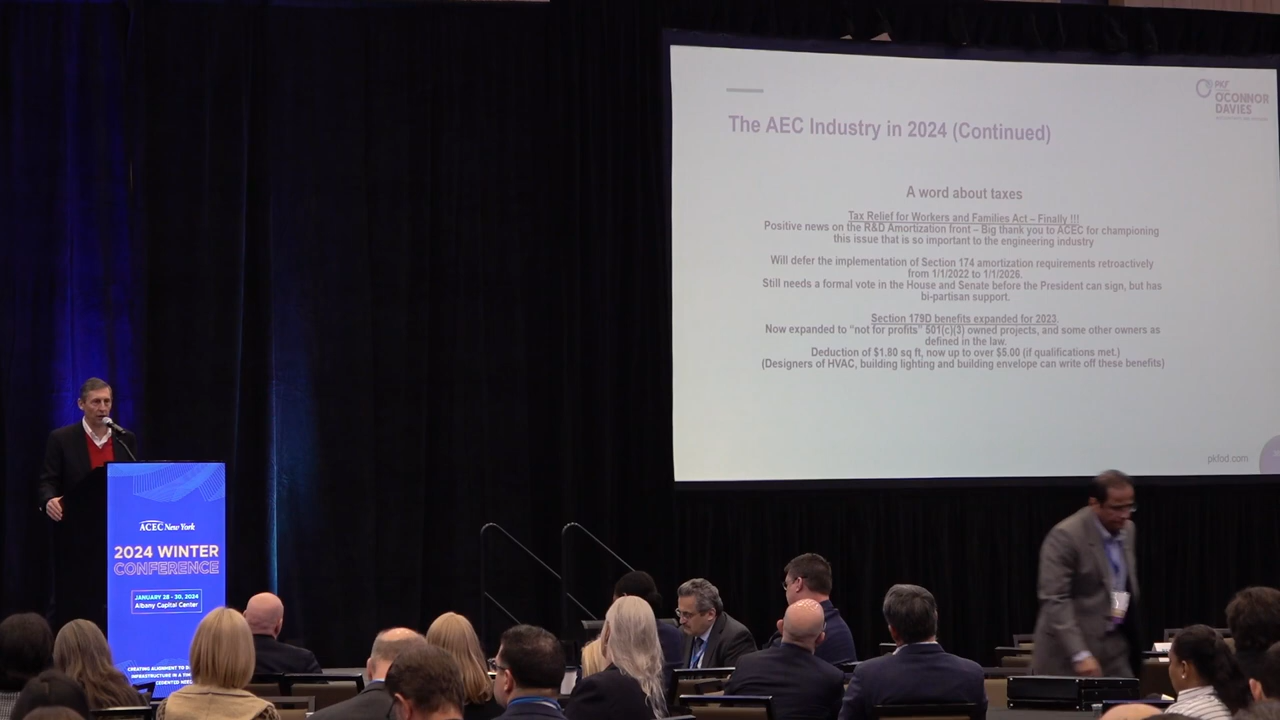 PKF
O'CONNOR
DAVIES
The AEC Industry in 2024 (Continued)
A word about taxes
Tax Relief for Workers and Families Act – Finally !!!
Positive news on the R&D Amortization front – Big thank you to ACEC for championing
this issue that is so important to the engineering industry
Will defer the implementation of Section 174 amortization requirements retroactively
from 1/1/2022 to 1/1/2026.
Still needs a formal vote in the House and Senate before the President can sign, but has
bi-partisan support.
Section 179D benefits expanded for 2023.
Now expanded to “not for profits” 501(c)(3) owned projects, and some other owners as
defined in the law.
Deduction of $1.80 sq ft, now up to over $5.00 (if qualifications met.)
(Designers of HVAC, building lighting and building envelope can write off these benefits)
pkfod.com
ACEC New York
2024 WINTER
CONFERENCE
JANUARY 28 - 30, 2024
Albany Capital Center
CREATING ALIGNMENT TO
INFRASTRUCTURE IN A